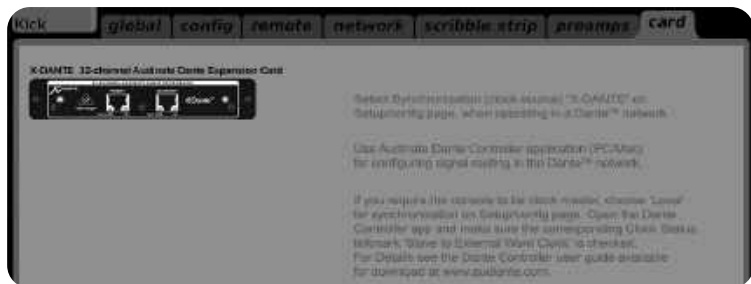 Kick
global config remote network scribble strip preamps card
X-DANTE 32-channel Audinate Dante Expansion Card
Select Synchronization (clock source) "X-DANTE" on
Setup/config page, when operating in a Dante™ network.
Use Audinate Dante Controller application (PC/Mac)
for configuring signal routing in the Dante™ network.
If you require the console to be clock master, choose 'Local'
for synchronization on Setup/config page. Open the Dante
Controller app and make sure the corresponding Clock Status
tickmark 'Slave to External Word Clock' is checked.
For Details see the Dante Controller user guide available
for download at www.audinate.com.